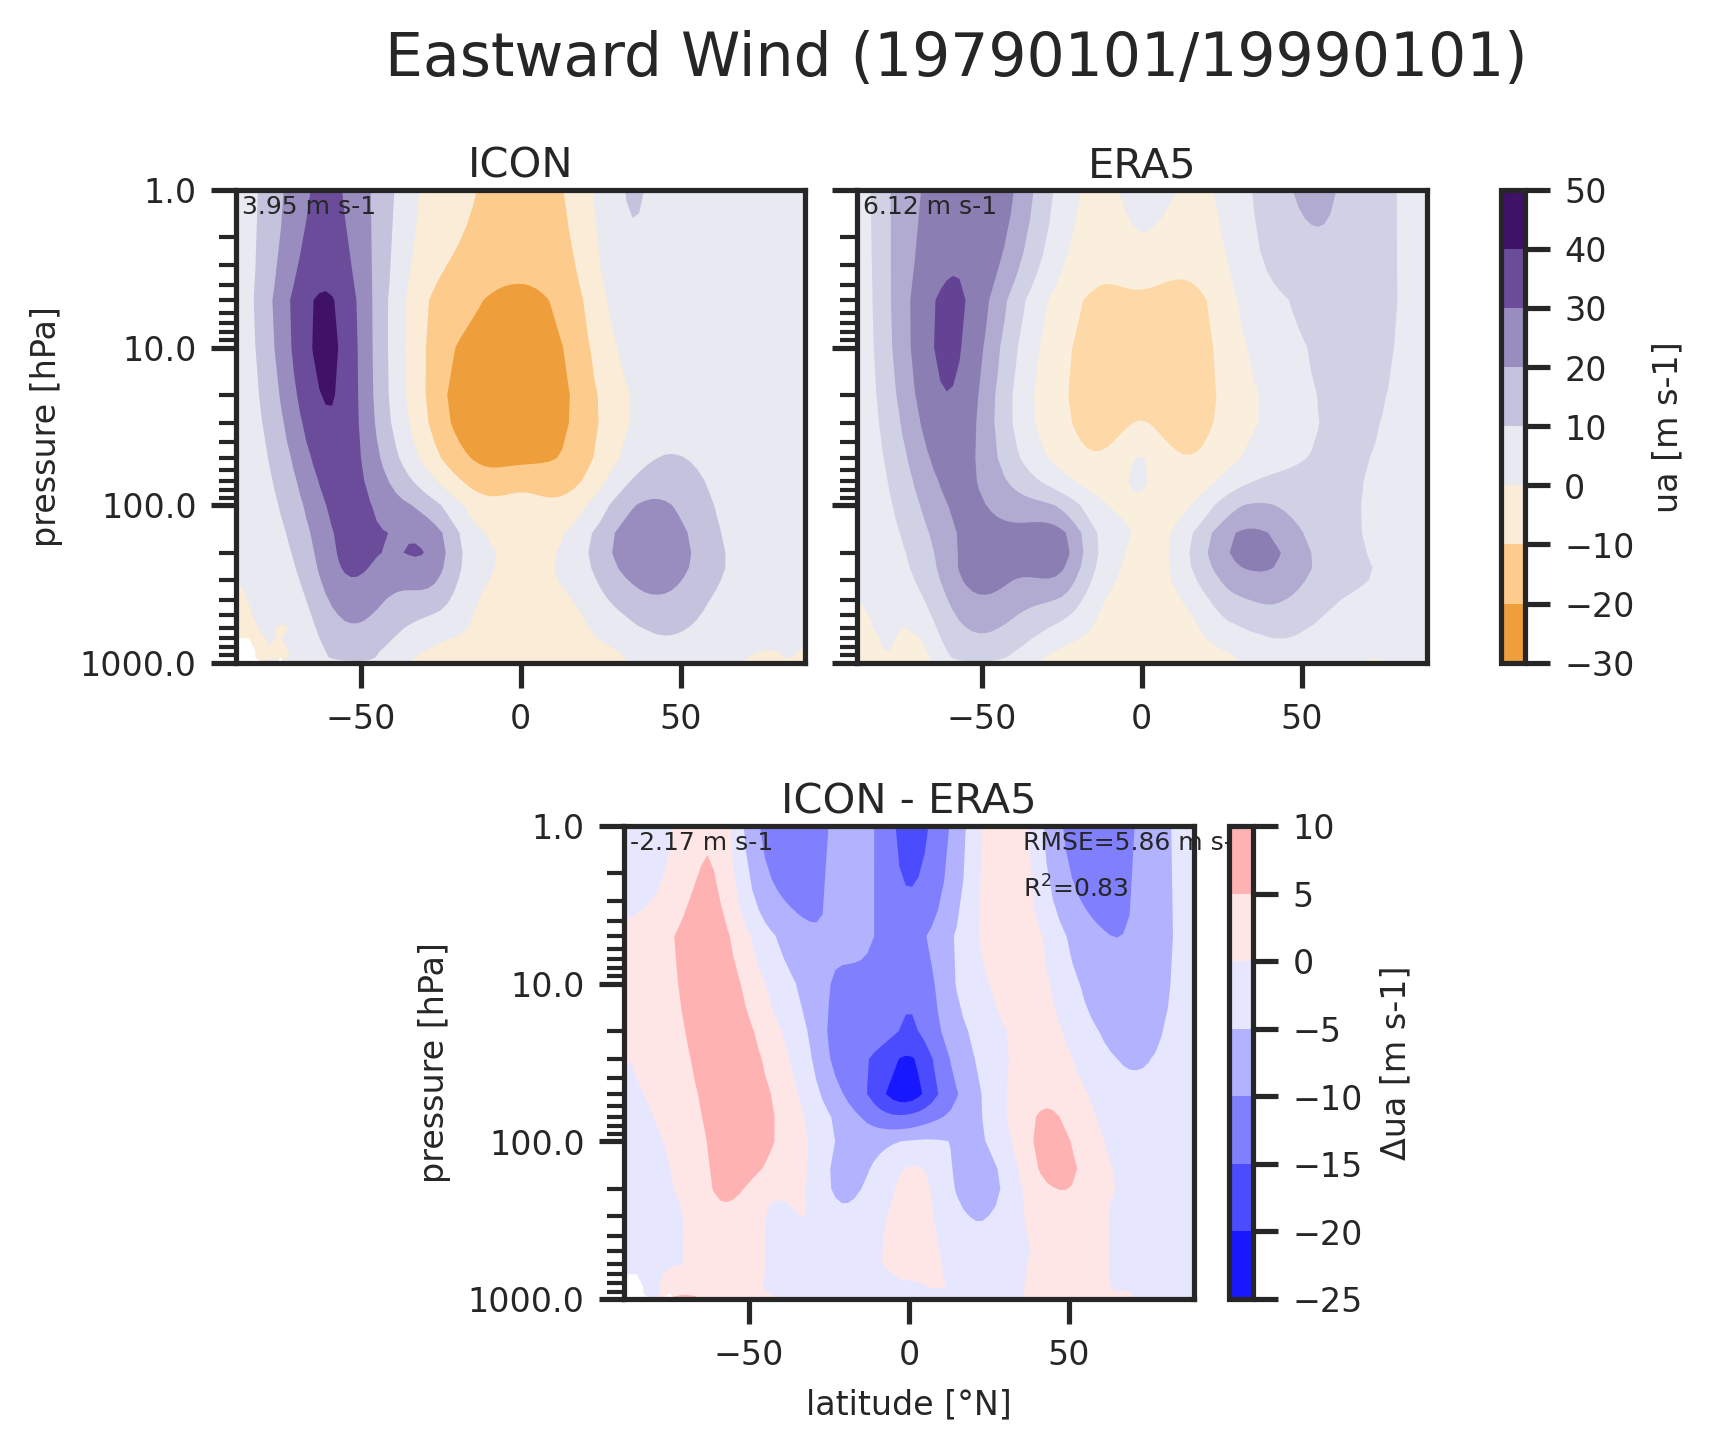 Eastward Wind (19790101/19990101)
ICON
ERA5
3.95 m s-1
6.12 m s-1
1.0
10.0
100.0
1000.0
pressure [hPa]
−50
0
50
−50
0
50
50
40
30
20
10
0
−10
−20
−30
ua [m s-1]
ICON - ERA5
-2.17 m s-1
RMSE=5.86 m s-
R²=0.83
1.0
10.0
100.0
1000.0
pressure [hPa]
−50
0
50
latitude [°N]
10
5
0
−5
−10
−15
−20
−25
Δua [m s-1]